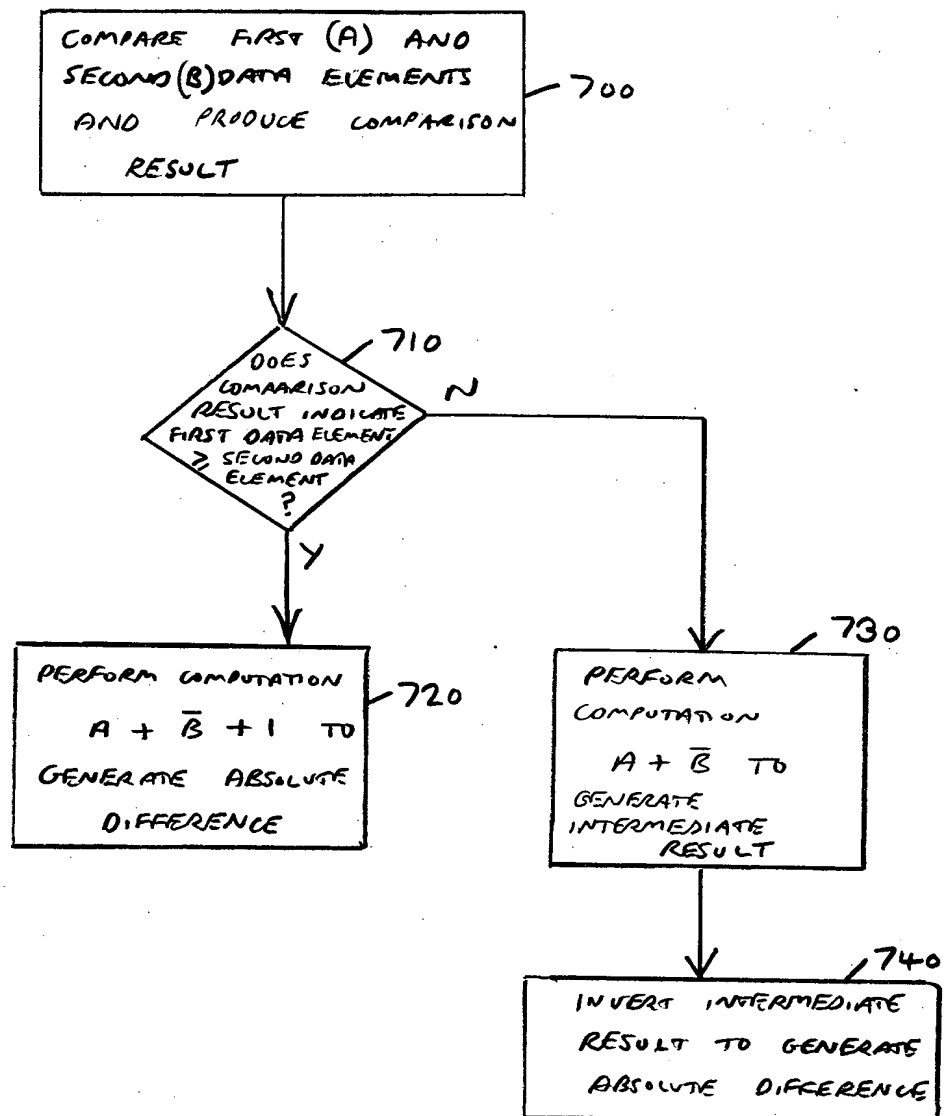 COMPARE FIRST (A) AND
SECOND (B) DATA ELEMENTS
AND PRODUCE COMPARISON
RESULT
700
710
DOES
COMAARISON
RESULT INDICATE
FIRST DATA ELEMENT
≥ SECOND DATA
ELEMENT
?
N
Y
PERFORM COMPUTATION
A + B̅ + 1 TO
GENERATE ABSOLUTE
DIFFERENCE
720
730
PERFORM
COMPUTATION
A + B̅ TO
GENERATE
INTERMEDIATE
RESULT
740
INVERT INTERMEDIATE
RESULT TO GENERATE
ABSOLUTE DIFFERENCE